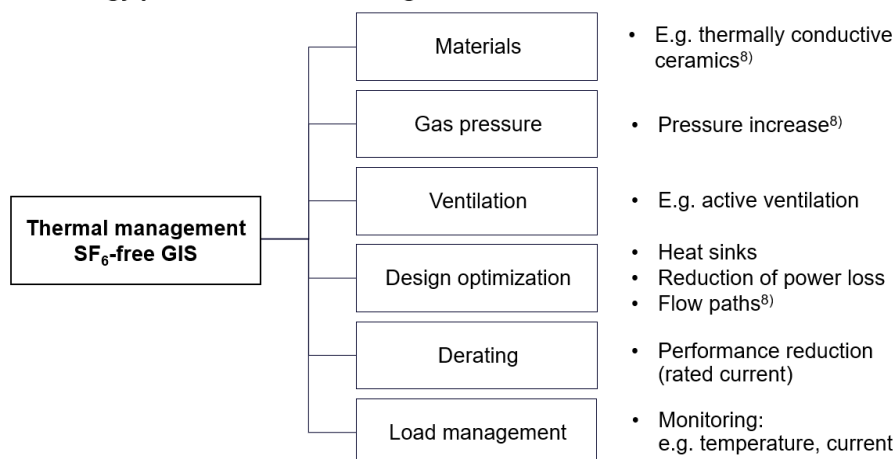 Materials
• E.g. thermally conductive
ceramics⁸⁾
Gas pressure
• Pressure increase⁸⁾
Ventilation
• E.g. active ventilation
Thermal management
SF₆-free GIS
Design optimization
• Heat sinks
• Reduction of power loss
• Flow paths⁸⁾
Derating
• Performance reduction
(rated current)
Load management
• Monitoring:
e.g. temperature, current